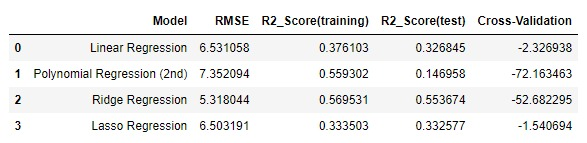 Model RMSE R2_Score(training) R2_Score(test) Cross-Validation
0 Linear Regression 6.531058 0.376103 0.326845 -2.326938
1 Polynomial Regression (2nd) 7.352094 0.559302 0.146958 -72.163463
2 Ridge Regression 5.318044 0.569531 0.553674 -52.682295
3 Lasso Regression 6.503191 0.333503 0.332577 -1.540694